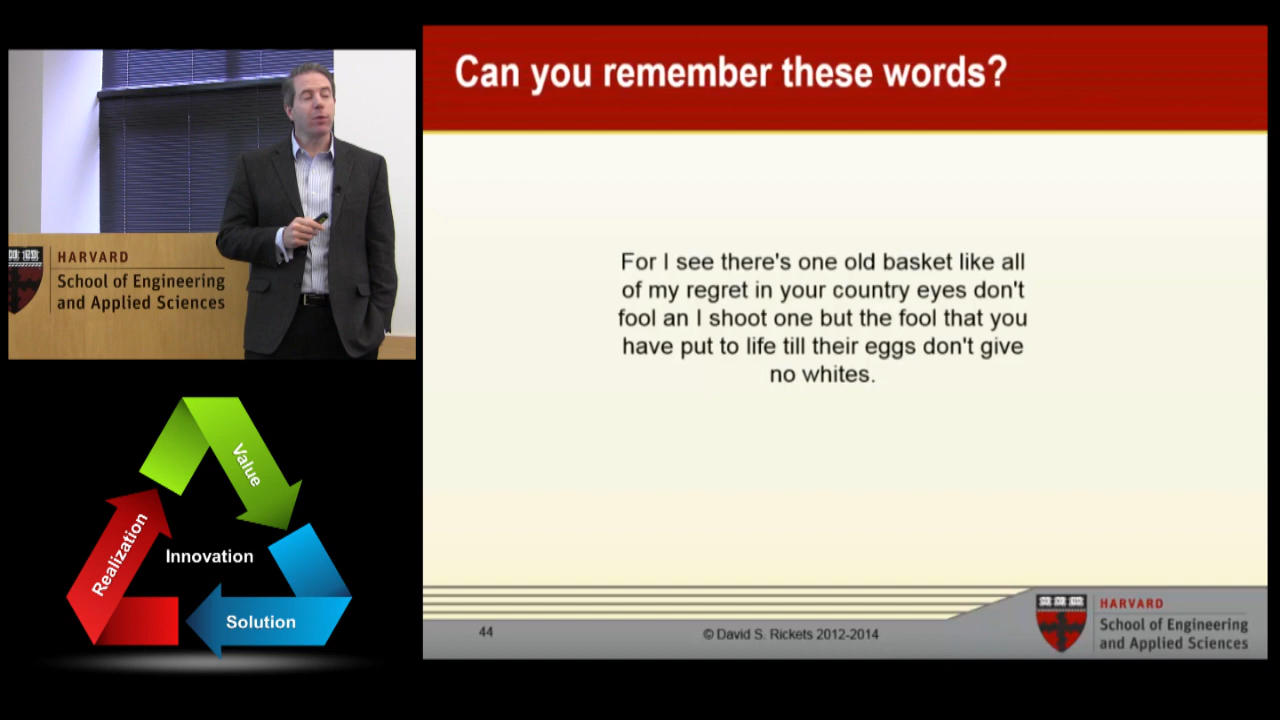 HARVARD
School of Engineering
and Applied Sciences
Value
Realization
Innovation
Solution
Can you remember these words?
For I see there's one old basket like all
of my regret in your country eyes don't
fool an I shoot one but the fool that you
have put to life till their eggs don't give
no whites.
44
© David S. Rickets 2012-2014
HARVARD
School of Engineering
and Applied Sciences